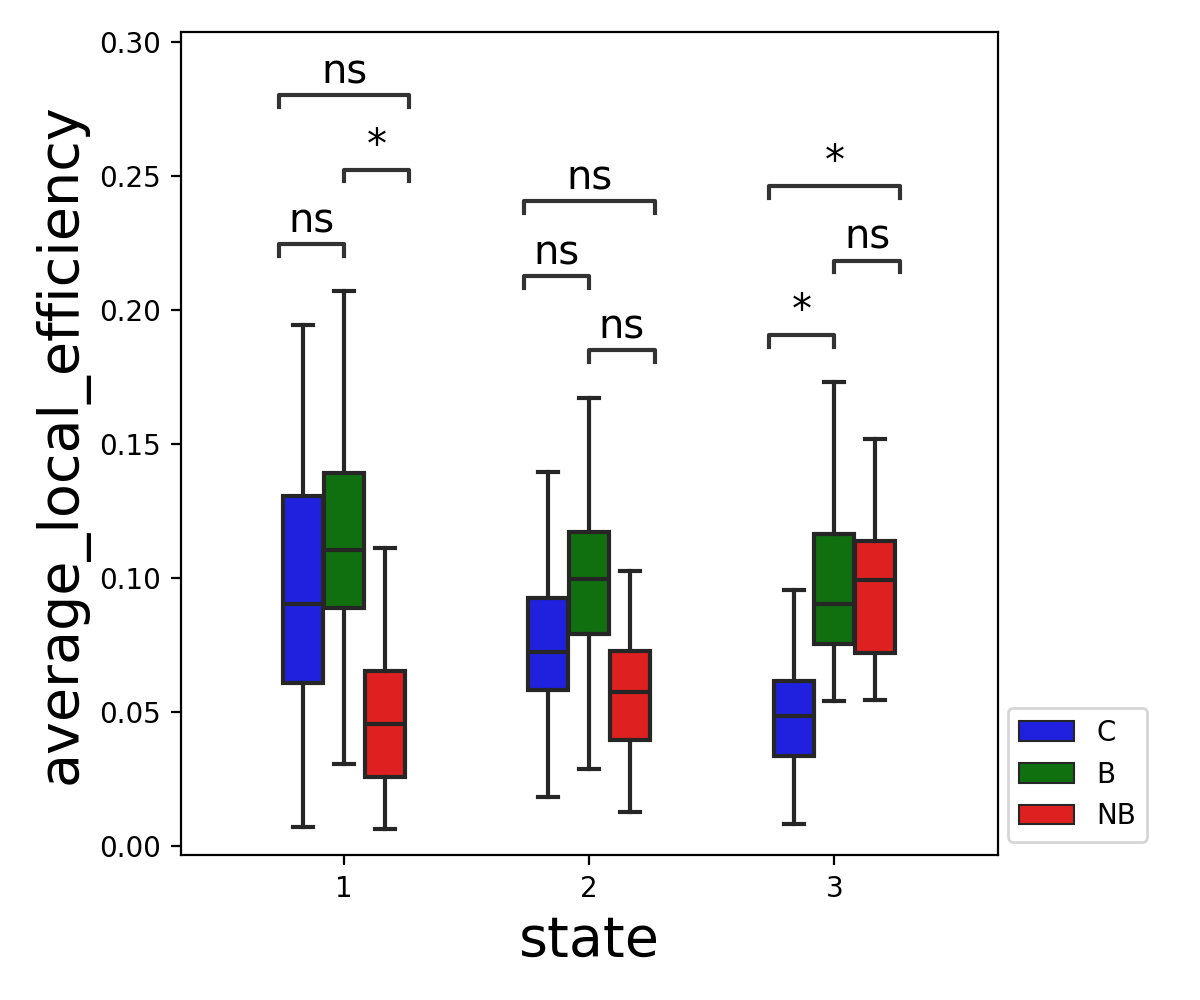 0.30
0.25
0.20
0.15
0.10
0.05
0.00
average_local_efficiency
ns
*
ns
ns
ns
ns
*
ns
*
1
2
3
state
C
B
NB